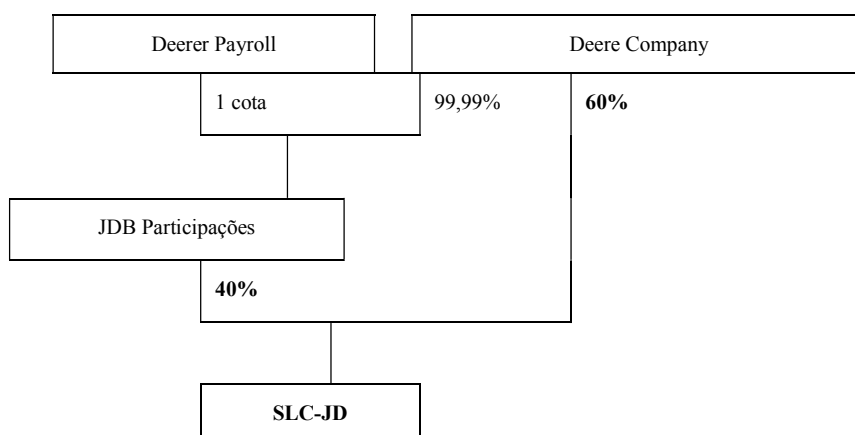 Deerer Payroll
Deere Company
1 cota
99,99%
60%
JDB Participações
40%
SLC-JD